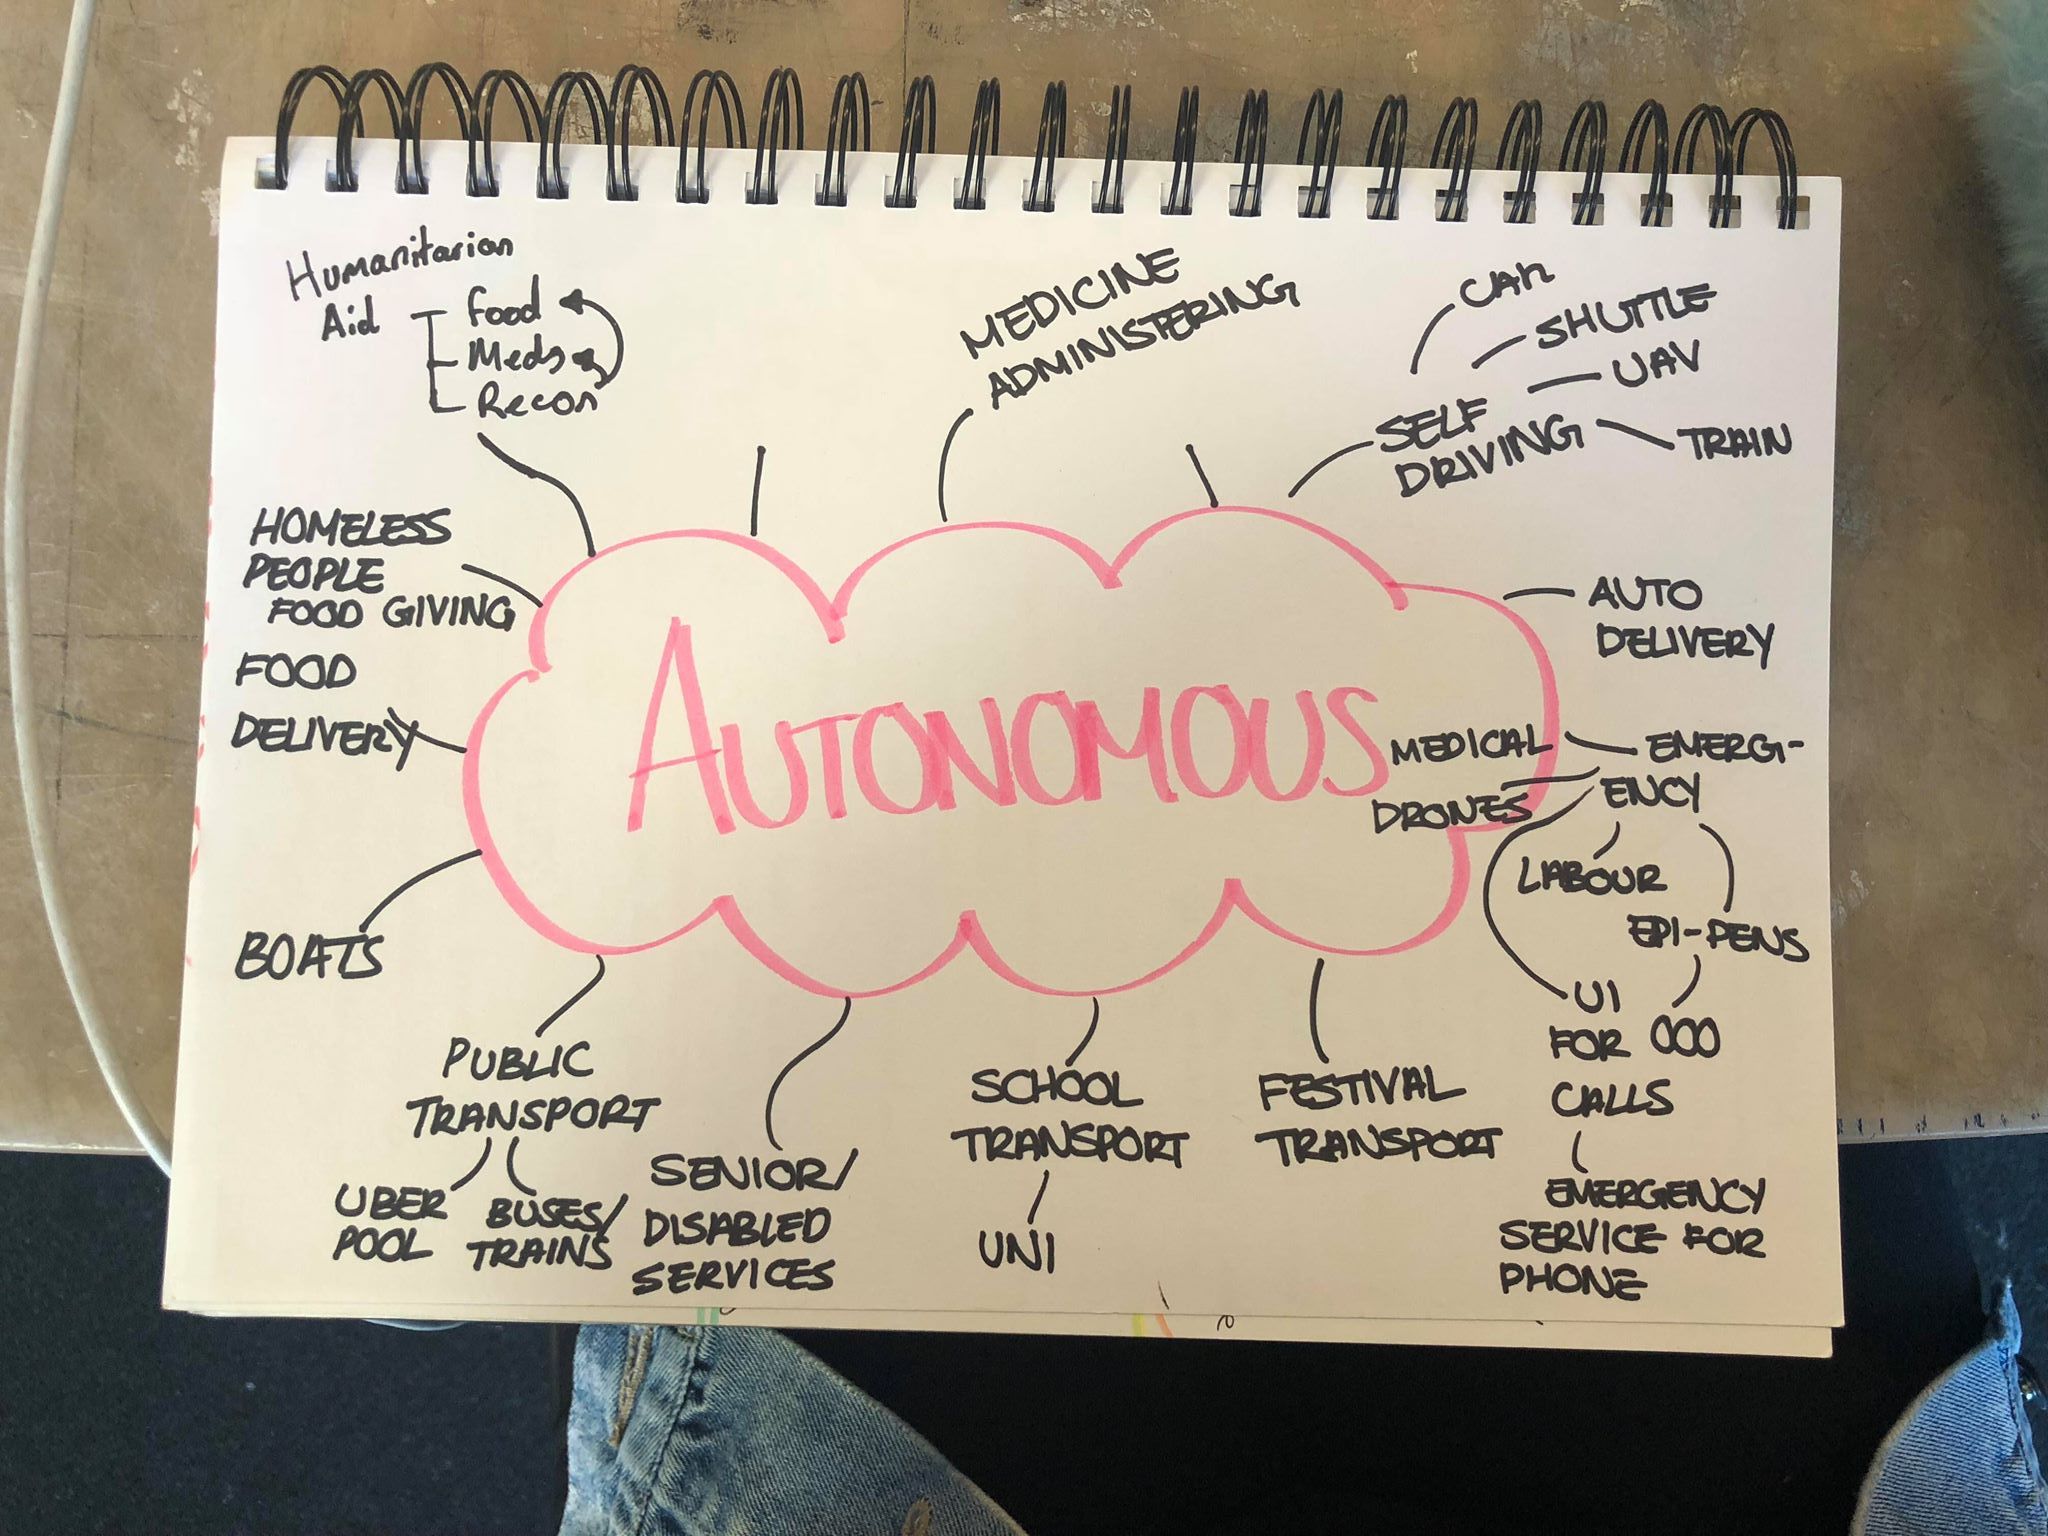 Humanitarian
Aid
Food
Meds
Recon
MEDICINE
ADMINISTERING
CAR
SHUTTLE
UAV
TRAIN
SELF
DRIVING
HOMELESS
PEOPLE
FOOD GIVING
FOOD
DELIVERY
AUTONOMOUS
AUTO
DELIVERY
MEDICAL
DRONES
EMERGI-
ENCY
LABOUR
EPI-PENS
UI
FOR 000
CALLS
EMERGENCY
SERVICE FOR
PHONE
BOATS
PUBLIC
TRANSPORT
UBER
POOL
BUSES/
TRAINS
SENIOR/
DISABLED
SERVICES
SCHOOL
TRANSPORT
UNI
FESTIVAL
TRANSPORT